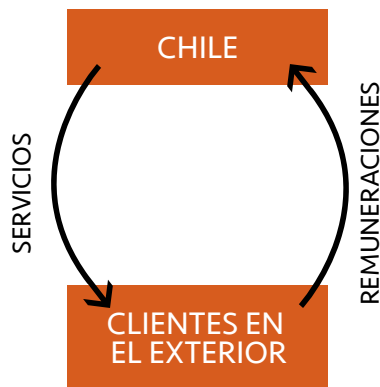 CHILE
SERVICIOS
REMUNERACIONES
CLIENTES EN
EL EXTERIOR